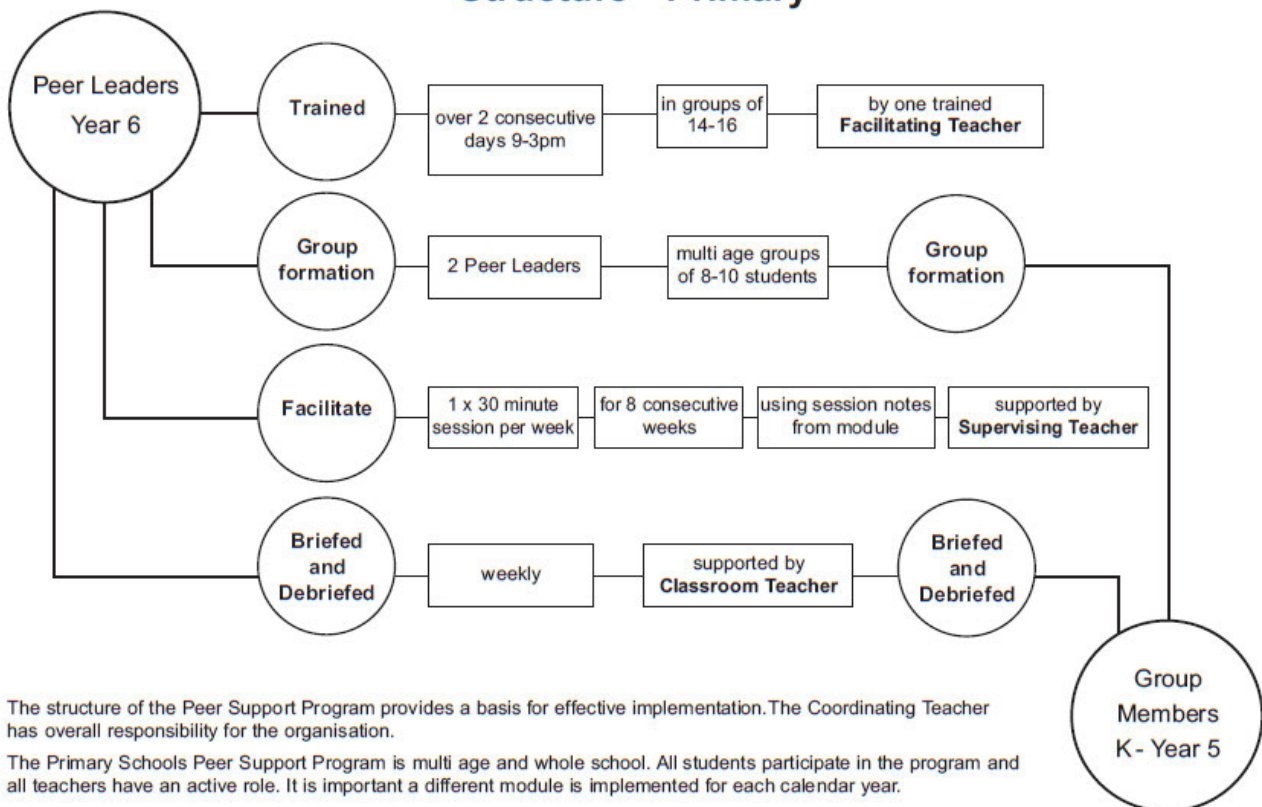 Structure - Primary
Peer Leaders
Year 6
Trained
over 2 consecutive
days 9-3pm
in groups of
14-16
by one trained
Facilitating Teacher
Group
formation
2 Peer Leaders
multi age groups
of 8-10 students
Group
formation
Facilitate
1 x 30 minute
session per week
for 8 consecutive
weeks
using session notes
from module
supported by
Supervising Teacher
Briefed
and
Debriefed
weekly
supported by
Classroom Teacher
Briefed
and
Debriefed
Group
Members
K- Year 5
The structure of the Peer Support Program provides a basis for effective implementation. The Coordinating Teacher
has overall responsibility for the organisation.
The Primary Schools Peer Support Program is multi age and whole school. All students participate in the program and
all teachers have an active role. It is important a different module is implemented for each calendar year.